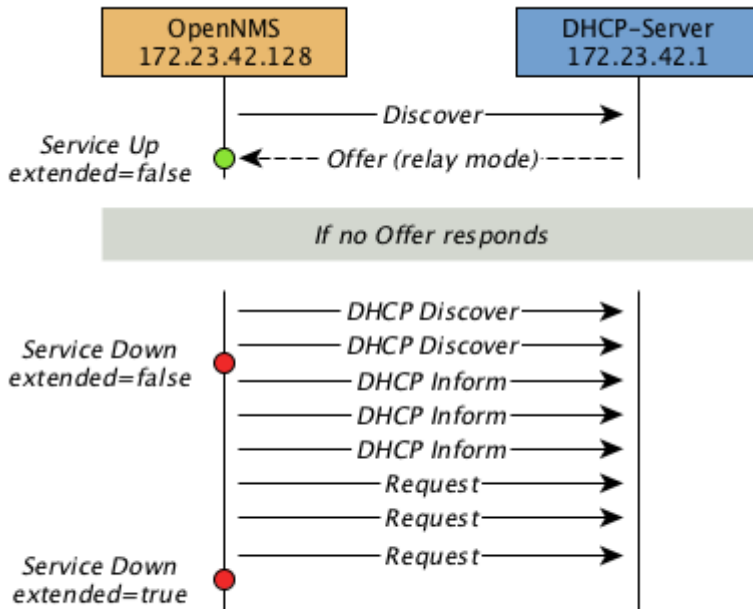 OpenNMS
172.23.42.128
DHCP-Server
172.23.42.1
Discover
Service Up
extended=false
Offer (relay mode)
If no Offer responds
DHCP Discover
DHCP Discover
Service Down
extended=false
DHCP Inform
DHCP Inform
DHCP Inform
Request
Request
Request
Service Down
extended=true